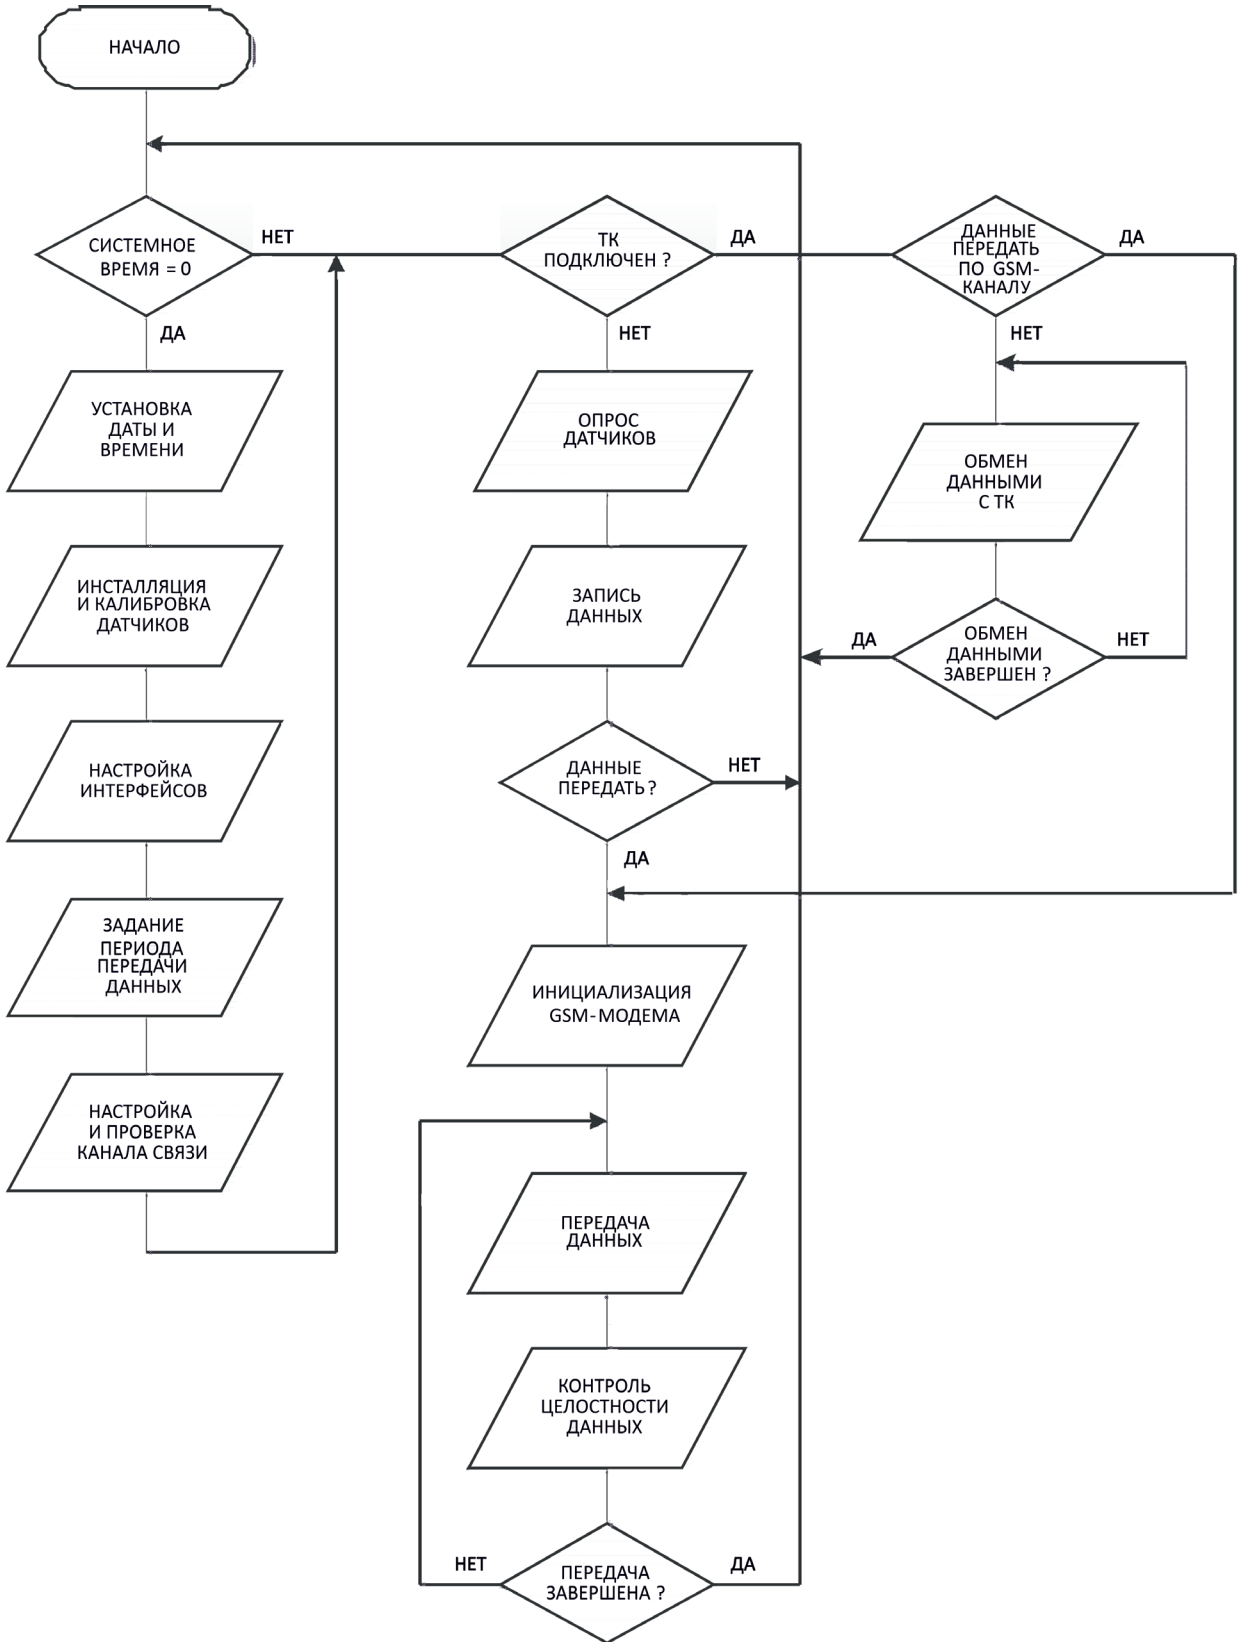 НАЧАЛО
СИСТЕМНОЕ
ВРЕМЯ = 0
НЕТ
ДА
УСТАНОВКА
ДАТЫ И
ВРЕМЕНИ
ИНСТАЛЛЯЦИЯ
И КАЛИБРОВКА
ДАТЧИКОВ
НАСТРОЙКА
ИНТЕРФЕЙСОВ
ЗАДАНИЕ
ПЕРИОДА
ПЕРЕДАЧИ
ДАННЫХ
НАСТРОЙКА
И ПРОВЕРКА
КАНАЛА СВЯЗИ
ТК
ПОДКЛЮЧЕН ?
ДА
НЕТ
ОПРОС
ДАТЧИКОВ
ЗАПИСЬ
ДАННЫХ
ДАННЫЕ
ПЕРЕДАТЬ ?
НЕТ
ДА
ИНИЦИАЛИЗАЦИЯ
GSM-МОДЕМА
ПЕРЕДАЧА
ДАННЫХ
КОНТРОЛЬ
ЦЕЛОСТНОСТИ
ДАННЫХ
НЕТ
ПЕРЕДАЧА
ЗАВЕРШЕНА ?
ДА
ДАННЫЕ
ПЕРЕДАТЬ
ПО GSM-
КАНАЛУ
ДА
НЕТ
ОБМЕН
ДАННЫМИ
С ТК
ДА
ОБМЕН
ДАННЫМИ
ЗАВЕРШЕН ?
НЕТ